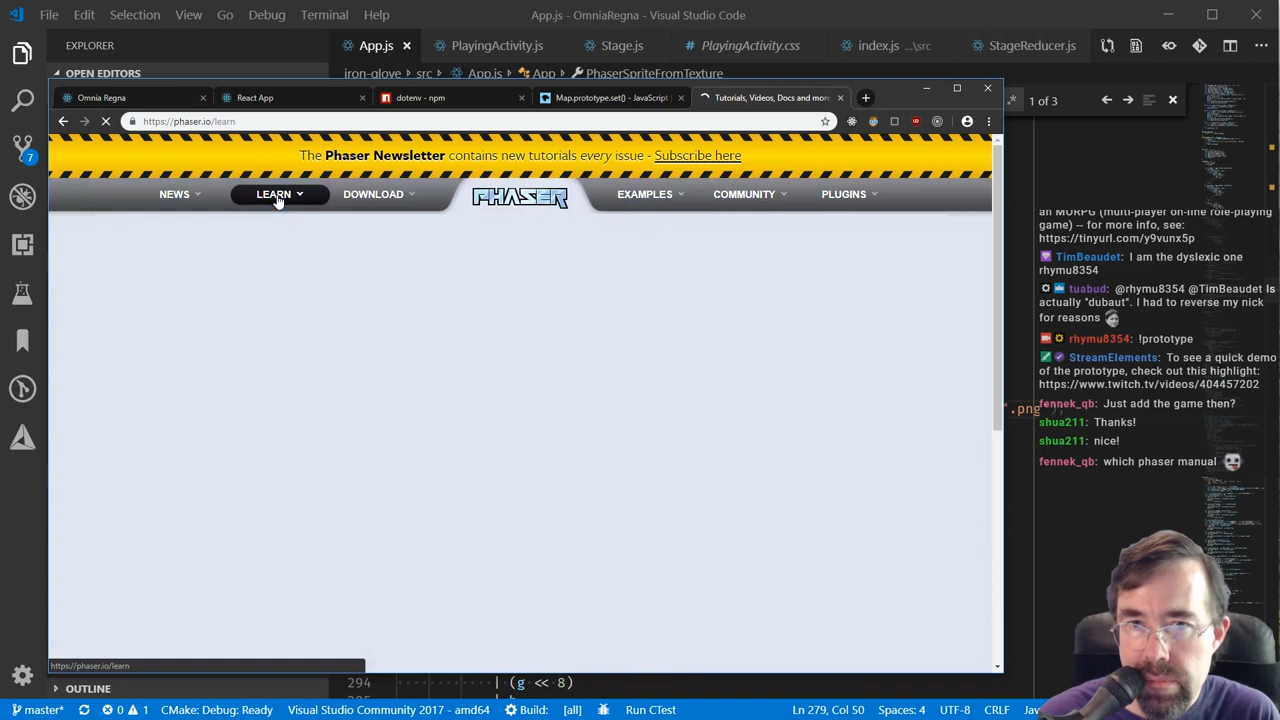 File Edit Selection View Go Debug Terminal Help App.js - OmniaRegna - Visual Studio Code
EXPLORER App.js PlayingActivity.js Stage.js PlayingActivity.css index.js ...\src StageReducer.js
OPEN EDITORS iron-glove src App.js App PhaserSpriteFromTexture
Omnia Regna React App dotenv - npm Map.prototype.set() - JavaScript Tutorials, Videos, Docs and mor
1 of 3
https://phaser.io/learn
The Phaser Newsletter contains new tutorials every issue - Subscribe here
NEWS LEARN DOWNLOAD PHASER EXAMPLES COMMUNITY PLUGINS
7
an MORPG (multi-player on-line role-playing
game) -- for more info, see:
https://tinyurl.com/y9vunx5p
TimBeaudet: I am the dyslexic one
rhymu8354
tuabud: @rhymu8354 @TimBeaudet Is
actually "dubaut". I had to reverse my nick
for reasons
rhymu8354: !prototype
StreamElements: To see a quick demo
of the prototype, check out this highlight:
https://www.twitch.tv/videos/404457202
fennek_qb: Just add the game then?
".png");
shua211: Thanks!
shua211: nice!
fennek_qb: which phaser manual
https://phaser.io/learn
294 | (g << 8)
OUTLINE
master* 0 1 CMake: Debug: Ready Visual Studio Community 2017 - amd64 Build: [all] Run CTest Ln 279, Col 50 Spaces: 4 UTF-8 CRLF